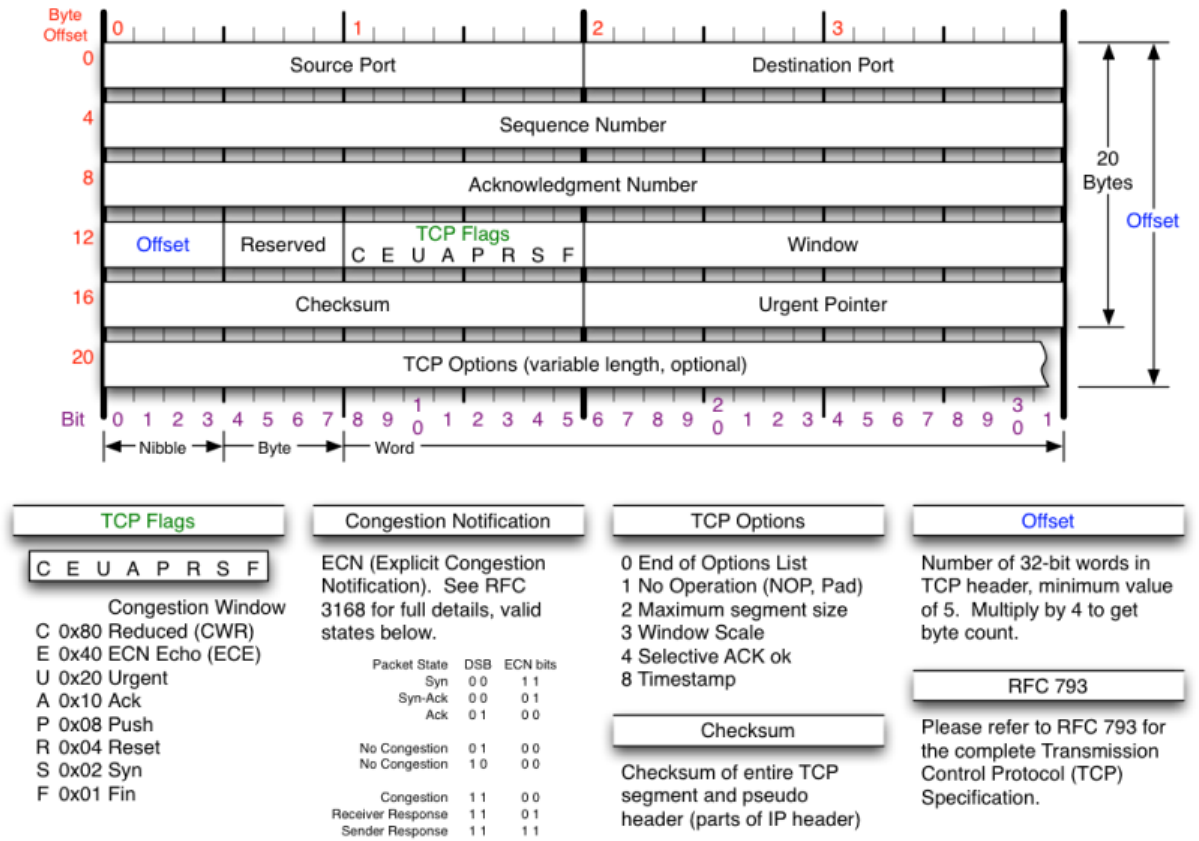 Byte
Offset
0 1 2 3
0
Source Port Destination Port
4
Sequence Number
8
Acknowledgment Number
20
Bytes
Offset
12
Offset Reserved TCP Flags Window
C E U A P R S F
16
Checksum Urgent Pointer
20
TCP Options (variable length, optional)
Bit 0 1 2 3 4 5 6 7 8 9 10 1 2 3 4 5 6 7 8 9 20 1 2 3 4 5 6 7 8 9 30 1
Nibble Byte Word
TCP Flags
C E U A P R S F
Congestion Window
C 0x80 Reduced (CWR)
E 0x40 ECN Echo (ECE)
U 0x20 Urgent
A 0x10 Ack
P 0x08 Push
R 0x04 Reset
S 0x02 Syn
F 0x01 Fin
Congestion Notification
ECN (Explicit Congestion
Notification). See RFC
3168 for full details, valid
states below.
Packet State DSB ECN bits
Syn 0 0 1 1
Syn-Ack 0 0 0 1
Ack 0 1 0 0
No Congestion 0 1 0 0
No Congestion 1 0 0 0
Congestion 1 1 0 0
Receiver Response 1 1 0 1
Sender Response 1 1 1 1
TCP Options
0 End of Options List
1 No Operation (NOP, Pad)
2 Maximum segment size
3 Window Scale
4 Selective ACK ok
8 Timestamp
Checksum
Checksum of entire TCP
segment and pseudo
header (parts of IP header)
Offset
Number of 32-bit words in
TCP header, minimum value
of 5. Multiply by 4 to get
byte count.
RFC 793
Please refer to RFC 793 for
the complete Transmission
Control Protocol (TCP)
Specification.